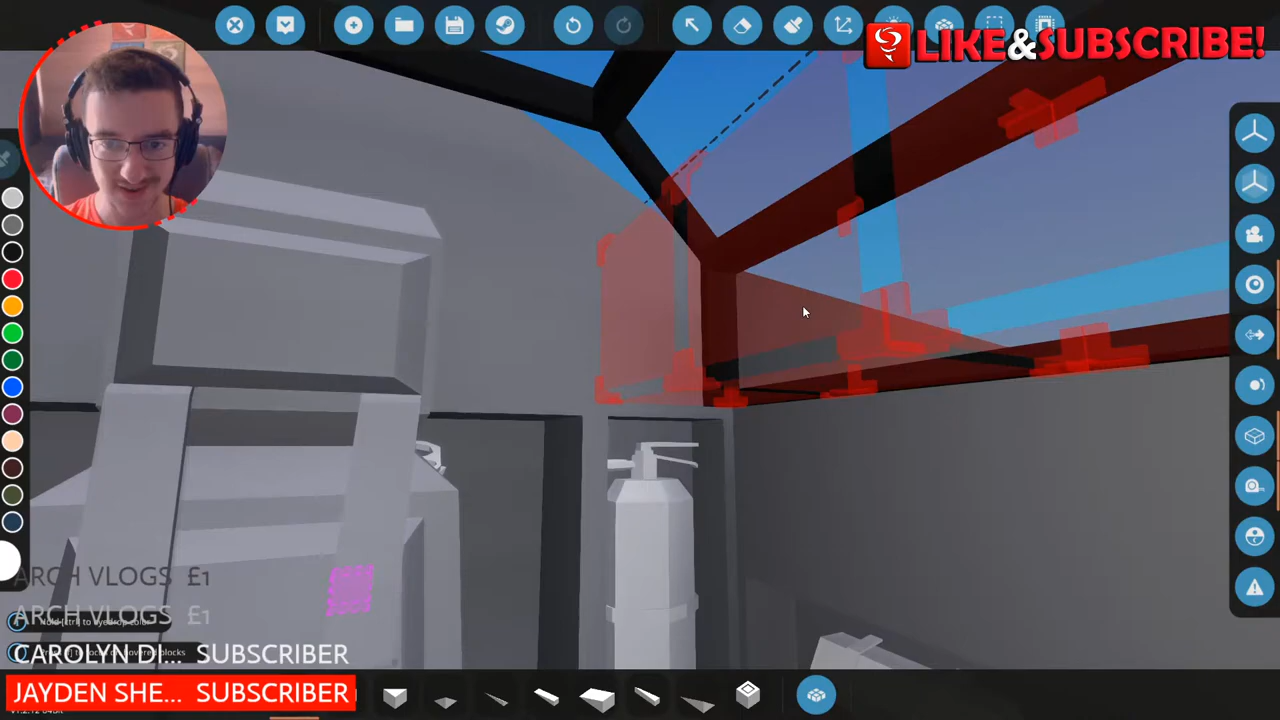 LIKE&SUBSCRIBE!
ARCH VLOGS £1
ARCH VLOGS £1
CAROLYN DI... SUBSCRIBER
JAYDEN SHE... SUBSCRIBER